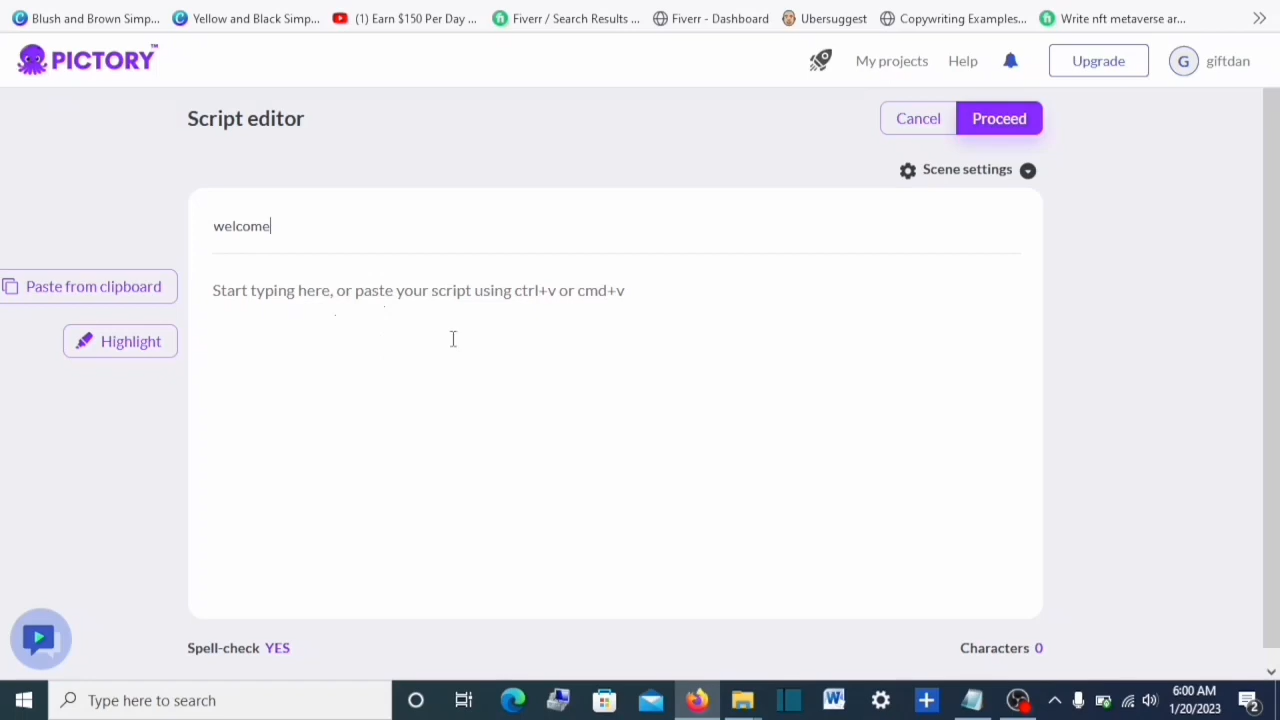 Blush and Brown Simp... Yellow and Black Simp... (1) Earn $150 Per Day ... Fiverr / Search Results ... Fiverr - Dashboard Ubersuggest Copywriting Examples... Write nft metaverse ar...
PICTORY™ My projects Help Upgrade G giftdan
Script editor Cancel Proceed
Scene settings
welcome
Paste from clipboard Start typing here, or paste your script using ctrl+v or cmd+v
Highlight
Spell-check YES Characters 0
Type here to search W 6:00 AM
1/20/2023 2